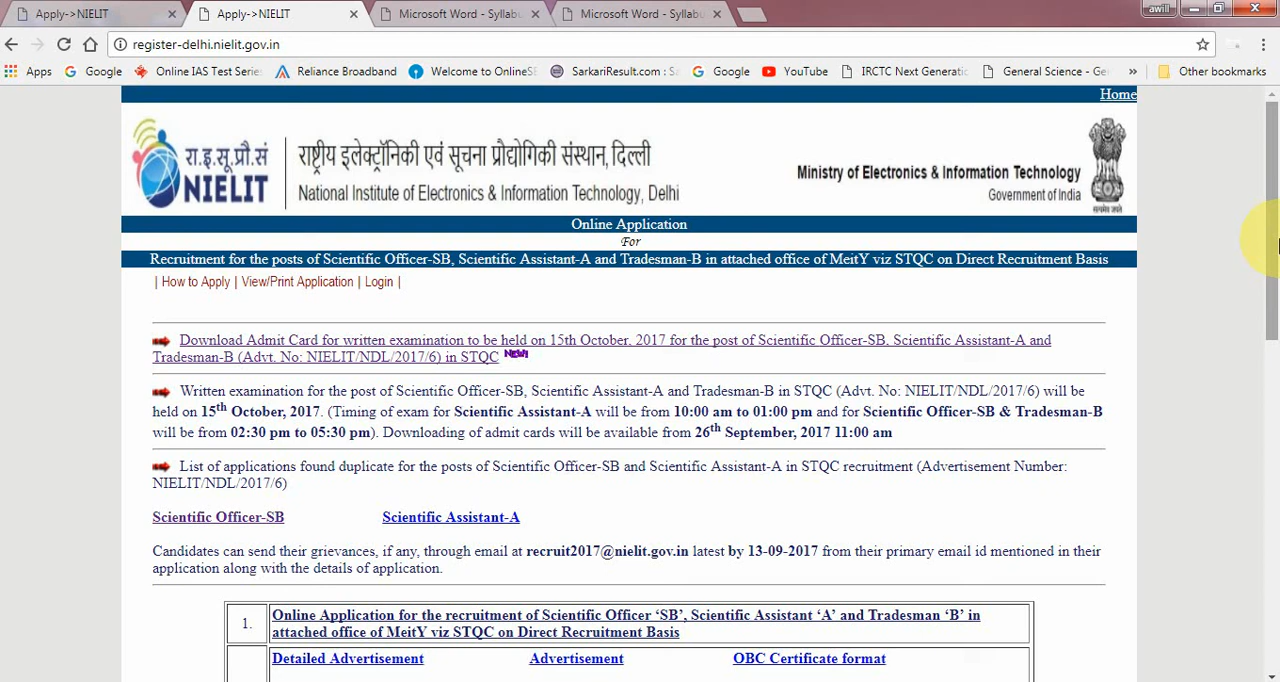 Apply->NIELIT
Apply->NIELIT
Microsoft Word - Syllabu
Microsoft Word - Syllabu
awill
register-delhi.nielit.gov.in
Apps
Google
Online IAS Test Series
Reliance Broadband
Welcome to OnlineSB
SarkariResult.com : Sa
Google
YouTube
IRCTC Next Generatic
General Science - Ge
»
Other bookmarks
Home
रा.इ.सू.प्रौ.सं
NIELIT
राष्ट्रीय इलेक्ट्रॉनिकी एवं सूचना प्रौद्योगिकी संस्थान, दिल्ली
National Institute of Electronics & Information Technology, Delhi
Ministry of Electronics & Information Technology
Government of India
सत्यमेव जयते
Online Application
For
Recruitment for the posts of Scientific Officer-SB, Scientific Assistant-A and Tradesman-B in attached office of MeitY viz STQC on Direct Recruitment Basis
| How to Apply | View/Print Application | Login |
Download Admit Card for written examination to be held on 15th October, 2017 for the post of Scientific Officer-SB, Scientific Assistant-A and
Tradesman-B (Advt. No: NIELIT/NDL/2017/6) in STQC NEW!
Written examination for the post of Scientific Officer-SB, Scientific Assistant-A and Tradesman-B in STQC (Advt. No: NIELIT/NDL/2017/6) will be
held on 15th October, 2017. (Timing of exam for Scientific Assistant-A will be from 10:00 am to 01:00 pm and for Scientific Officer-SB & Tradesman-B
will be from 02:30 pm to 05:30 pm). Downloading of admit cards will be available from 26th September, 2017 11:00 am
List of applications found duplicate for the posts of Scientific Officer-SB and Scientific Assistant-A in STQC recruitment (Advertisement Number:
NIELIT/NDL/2017/6)
Scientific Officer-SB Scientific Assistant-A
Candidates can send their grievances, if any, through email at recruit2017@nielit.gov.in latest by 13-09-2017 from their primary email id mentioned in their
application along with the details of application.
1.
Online Application for the recruitment of Scientific Officer ‘SB’, Scientific Assistant ‘A’ and Tradesman ‘B’ in
attached office of MeitY viz STQC on Direct Recruitment Basis
Detailed Advertisement Advertisement OBC Certificate format